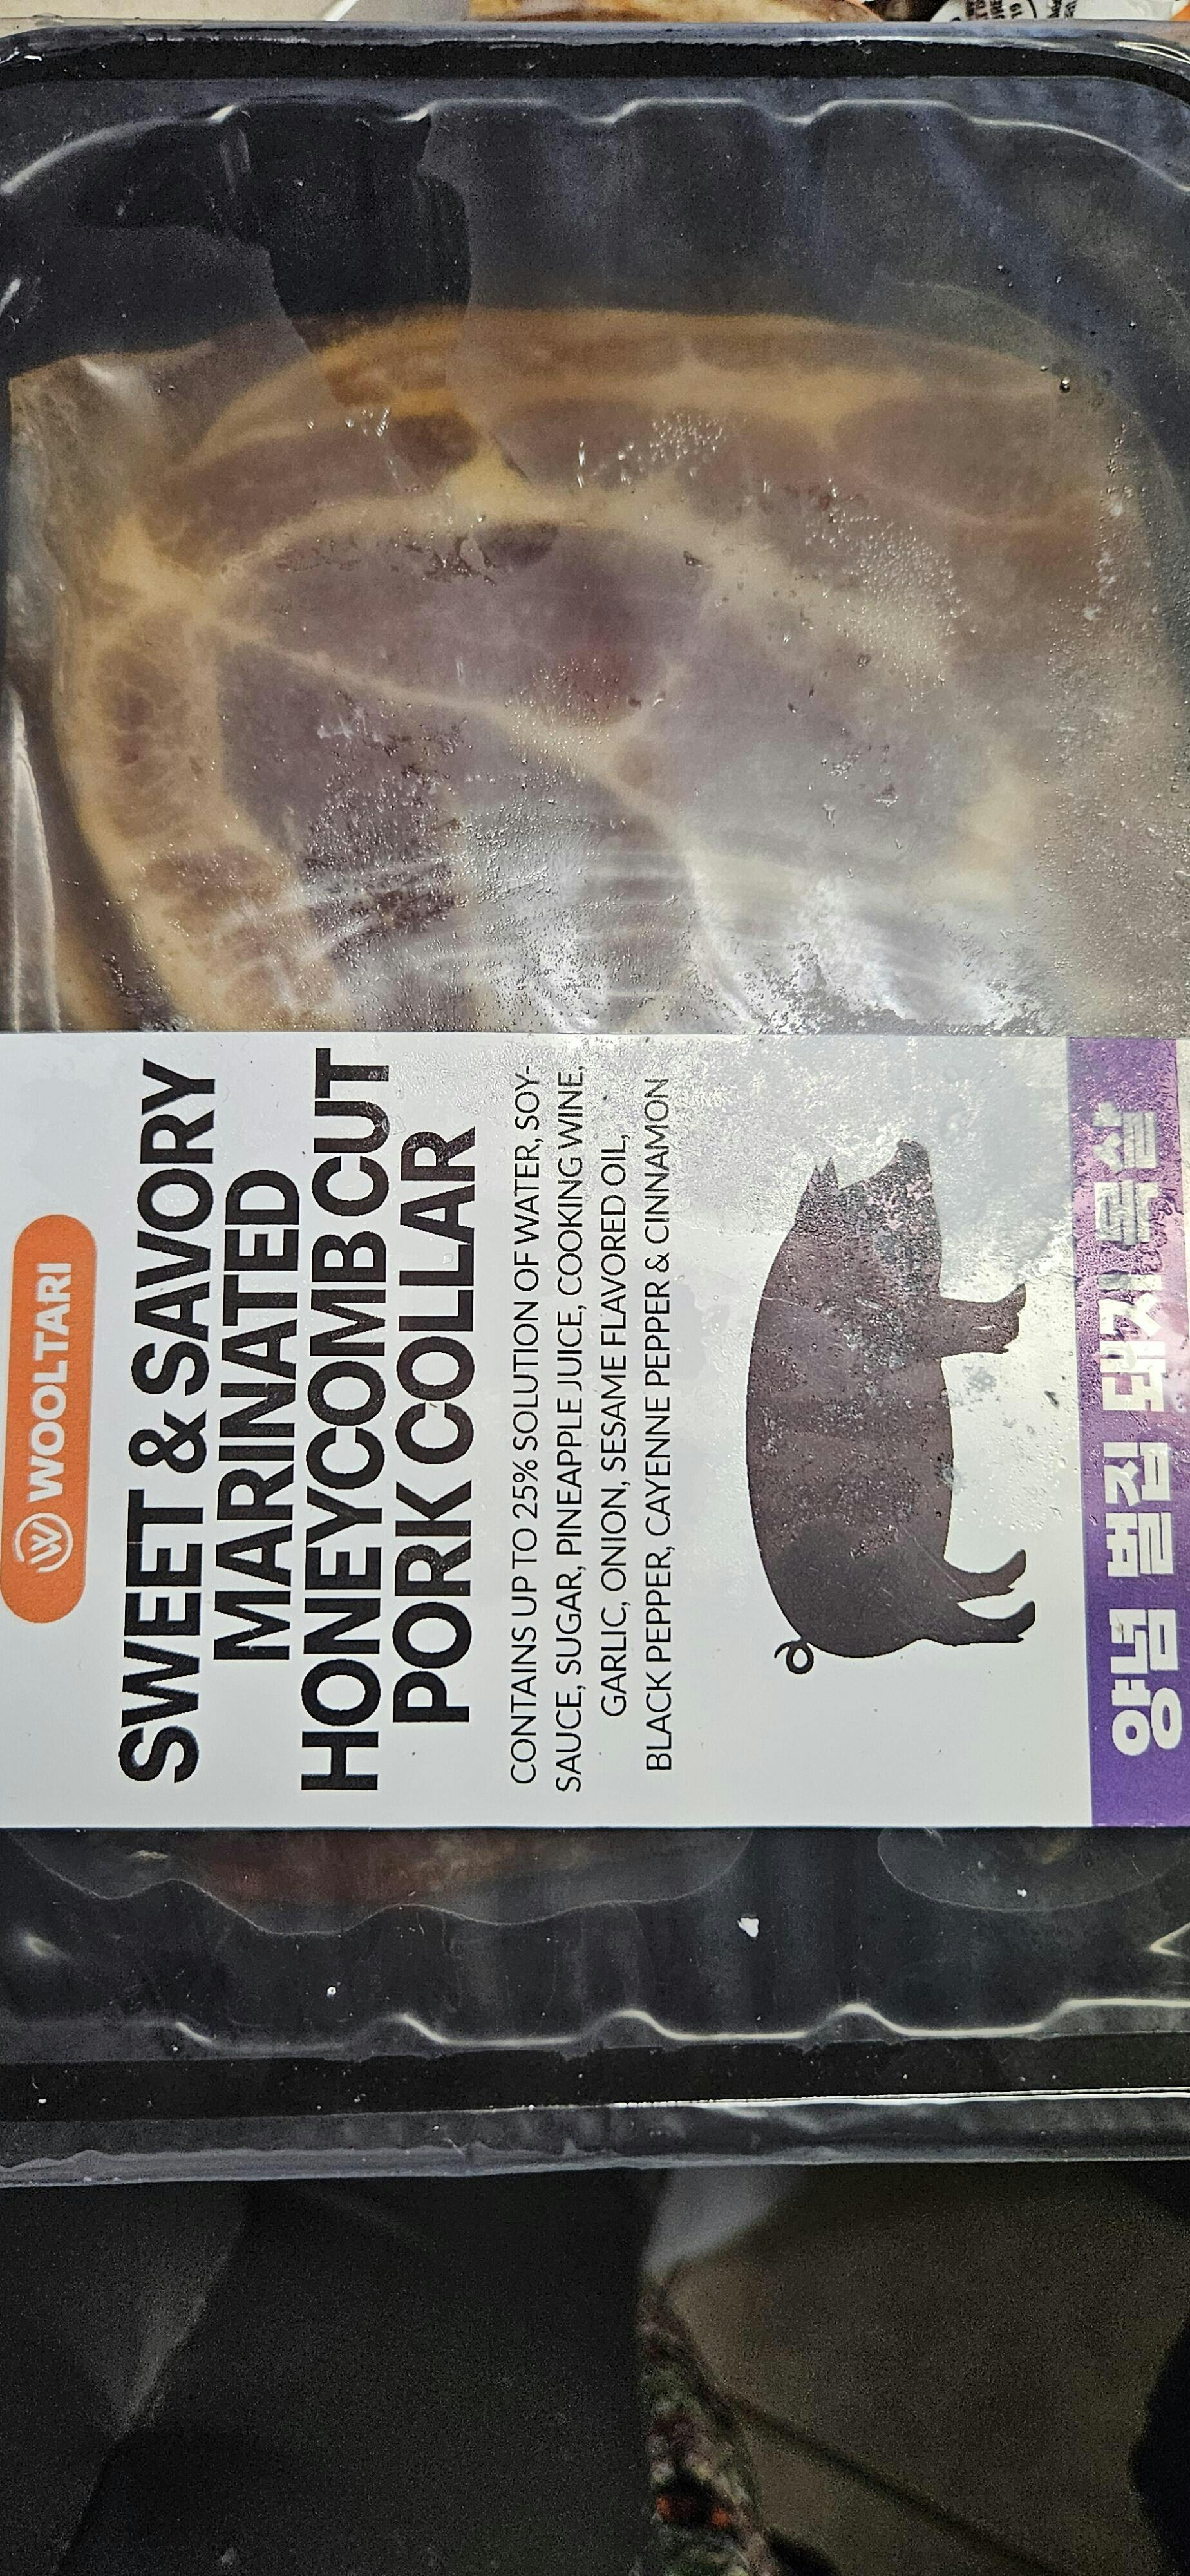 WOOLTARI
SWEET & SAVORY
MARINATED
HONEYCOMB CUT
PORK COLLAR
CONTAINS UP TO 25% SOLUTION OF WATER, SOY-
SAUCE, SUGAR, PINEAPPLE JUICE, COOKING WINE,
GARLIC, ONION, SESAME FLAVORED OIL,
BLACK PEPPER, CAYENNE PEPPER & CINNAMON
양념 벌집 돼지 목살